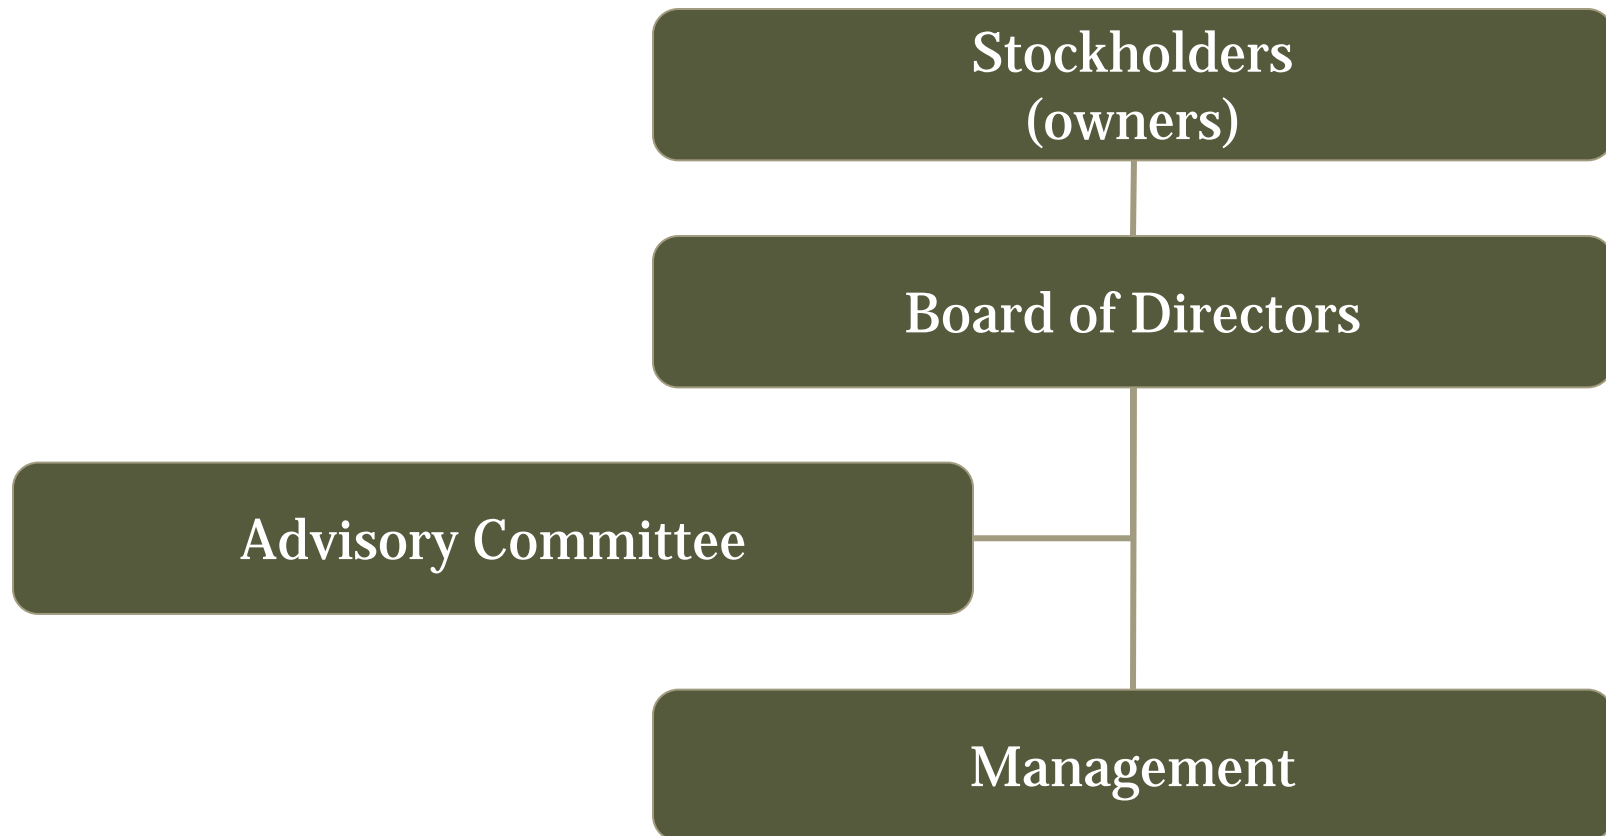 Stockholders
(owners)
Board of Directors
Advisory Committee
Management